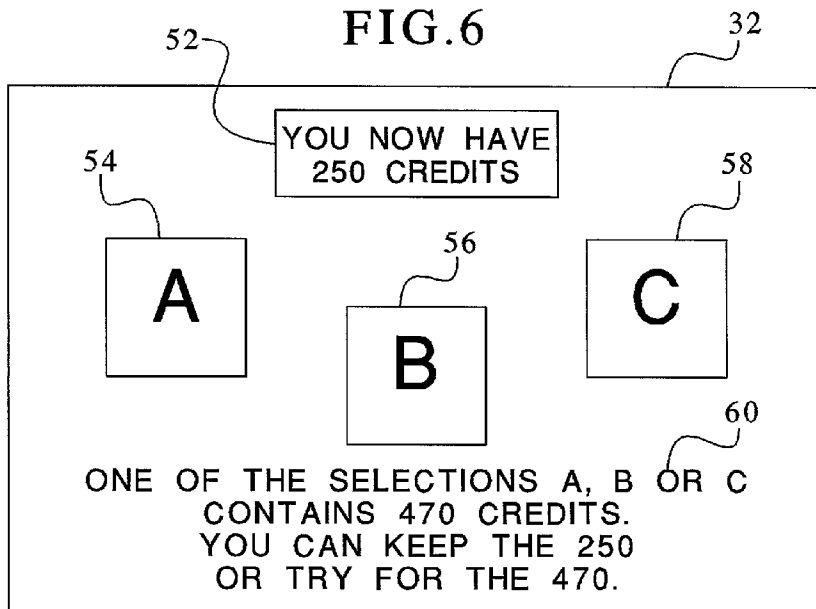 FIG.6
52
32
YOU NOW HAVE
250 CREDITS
54
58
A
56
C
B
60
ONE OF THE SELECTIONS A, B OR C
CONTAINS 470 CREDITS.
YOU CAN KEEP THE 250
OR TRY FOR THE 470.